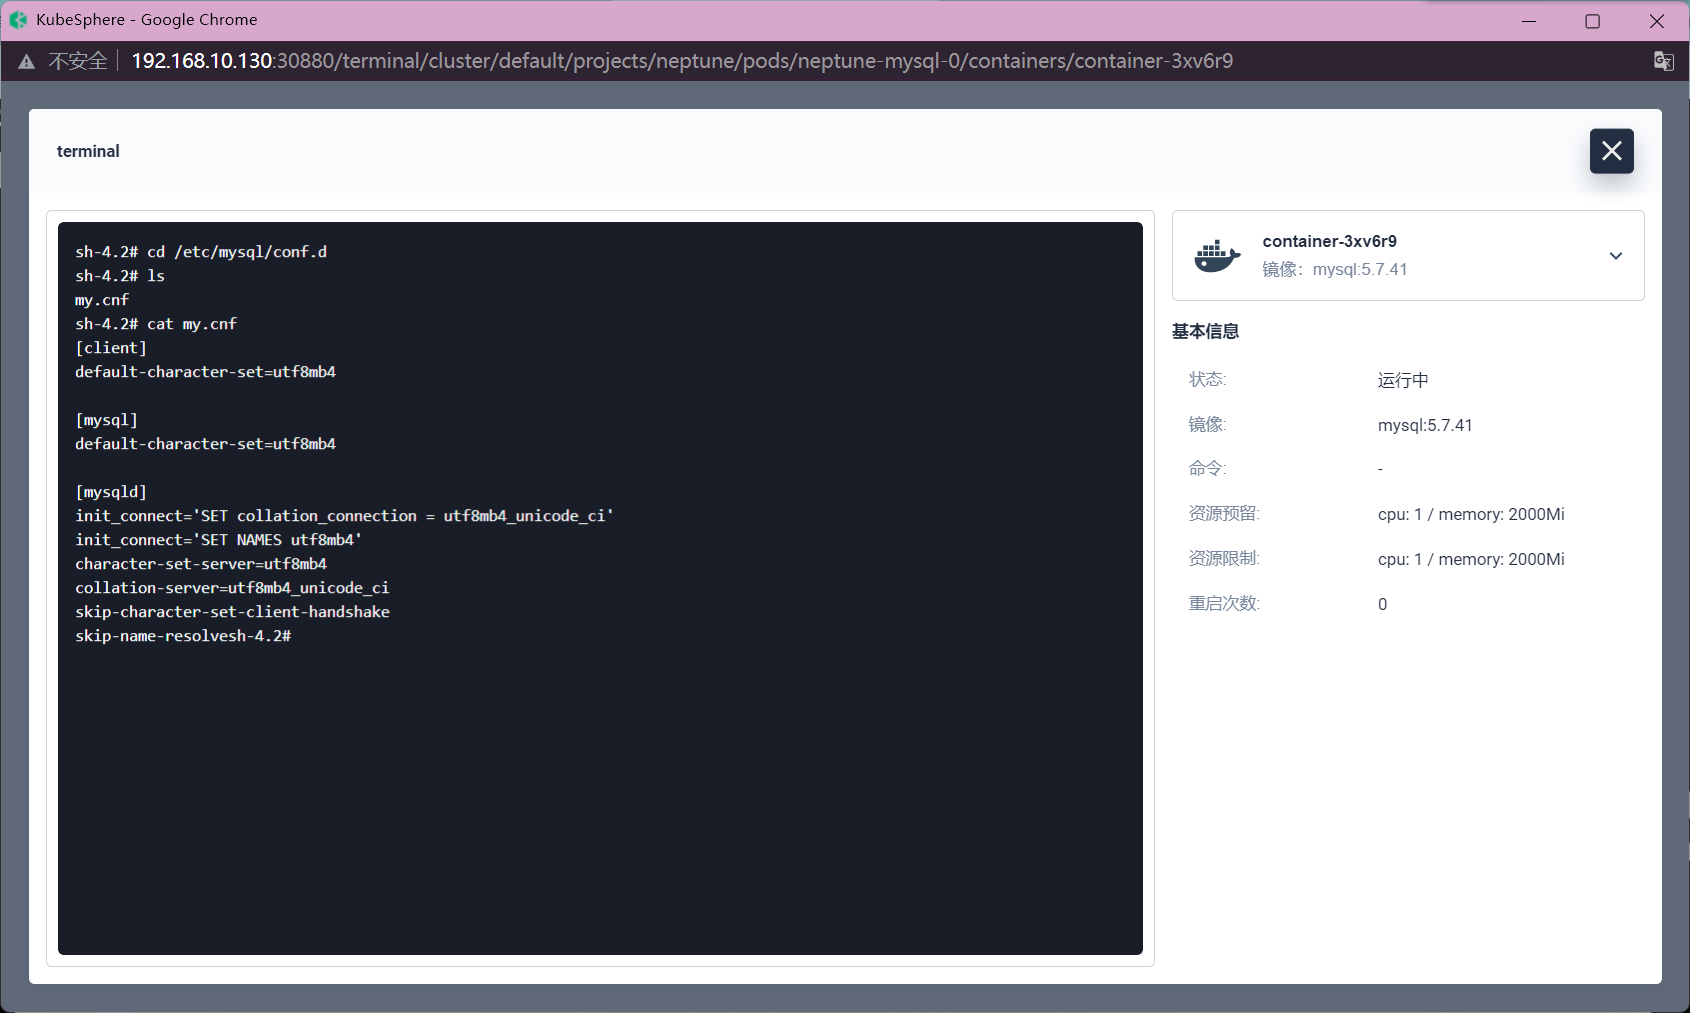 KubeSphere - Google Chrome
不安全 192.168.10.130:30880/terminal/cluster/default/projects/neptune/pods/neptune-mysql-0/containers/container-3xv6r9
terminal
sh-4.2# cd /etc/mysql/conf.d
sh-4.2# ls
my.cnf
sh-4.2# cat my.cnf
[client]
default-character-set=utf8mb4
[mysql]
default-character-set=utf8mb4
[mysqld]
init_connect='SET collation_connection = utf8mb4_unicode_ci'
init_connect='SET NAMES utf8mb4'
character-set-server=utf8mb4
collation-server=utf8mb4_unicode_ci
skip-character-set-client-handshake
skip-name-resolvesh-4.2#
container-3xv6r9
镜像：mysql:5.7.41
基本信息
状态: 运行中
镜像: mysql:5.7.41
命令: -
资源预留: cpu: 1 / memory: 2000Mi
资源限制: cpu: 1 / memory: 2000Mi
重启次数: 0